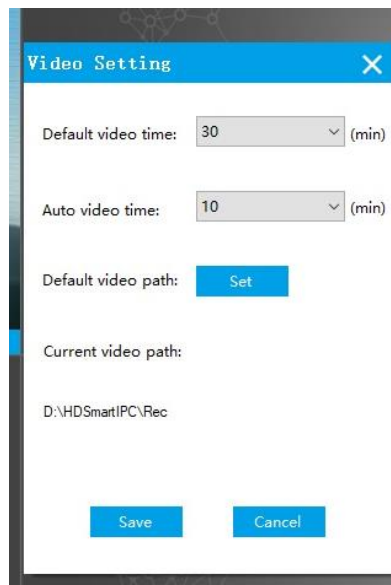 Video Setting
Default video time: 30 (min)
Auto video time: 10 (min)
Default video path: Set
Current video path:
D:\HDSmartIPC\Rec
Save Cancel